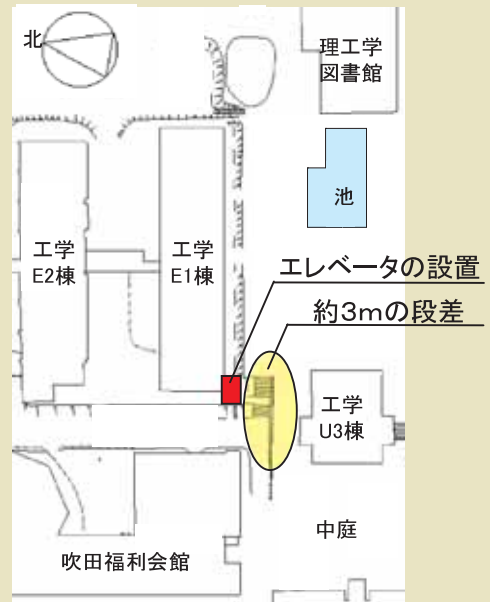 北
理工学
図書館
池
工学
E2棟
工学
E1棟
エレベータの設置
約3mの段差
工学
U3棟
中庭
吹田福利会館